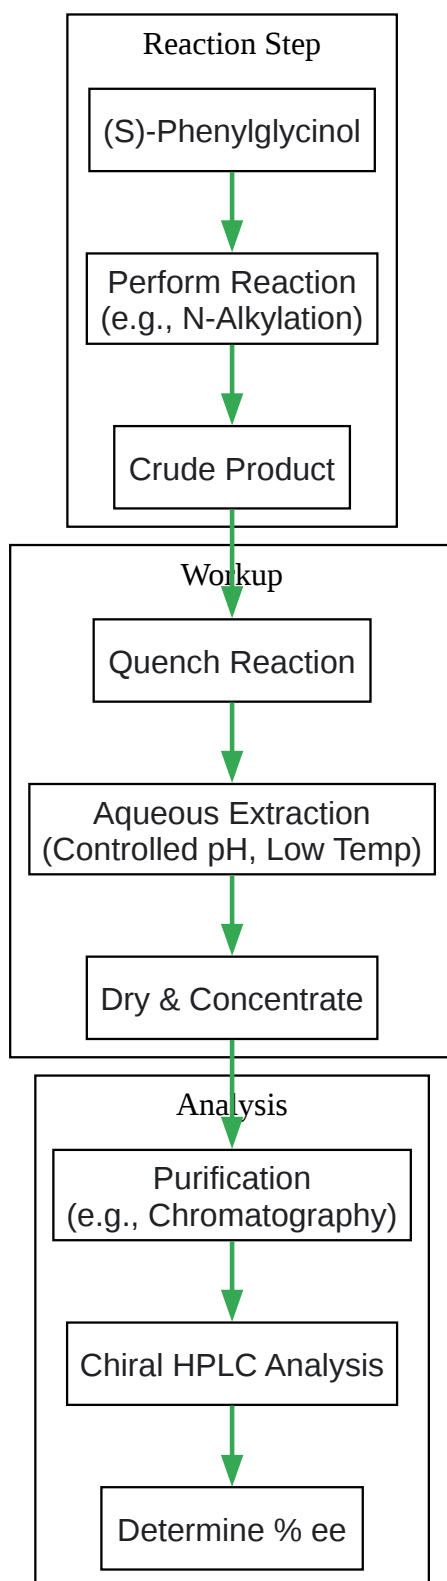 Reaction Step
(S)-Phenylglycinol
Perform Reaction
(e.g., N-Alkylation)
Crude Product
Workup
Quench Reaction
Aqueous Extraction
(Controlled pH, Low Temp)
Dry & Concentrate
Analysis
Purification
(e.g., Chromatography)
Chiral HPLC Analysis
Determine % ee